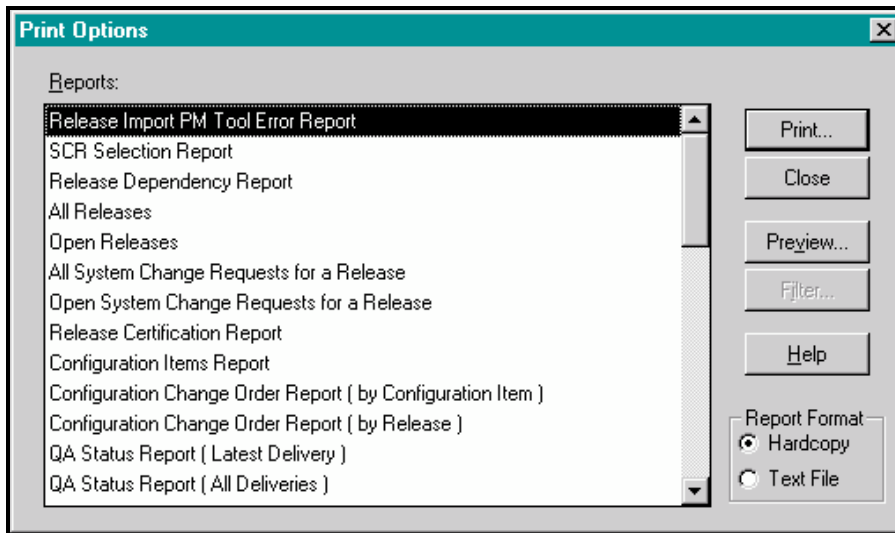 Print Options
Reports:
Release Import PM Tool Error Report
SCR Selection Report
Release Dependency Report
All Releases
Open Releases
All System Change Requests for a Release
Open System Change Requests for a Release
Release Certification Report
Configuration Items Report
Configuration Change Order Report ( by Configuration Item )
Configuration Change Order Report ( by Release )
QA Status Report ( Latest Delivery )
QA Status Report ( All Deliveries )
Print...
Close
Preview...
Filter...
Help
Report Format
Hardcopy
Text File